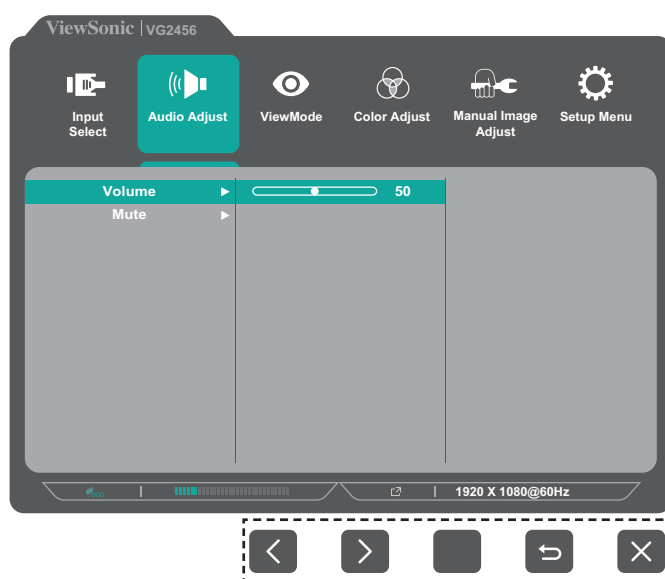 ViewSonic | VG2456
Input Select
Audio Adjust
ViewMode
Color Adjust
Manual Image Adjust
Setup Menu
Volume 50
Mute
eco
1920 X 1080@60Hz